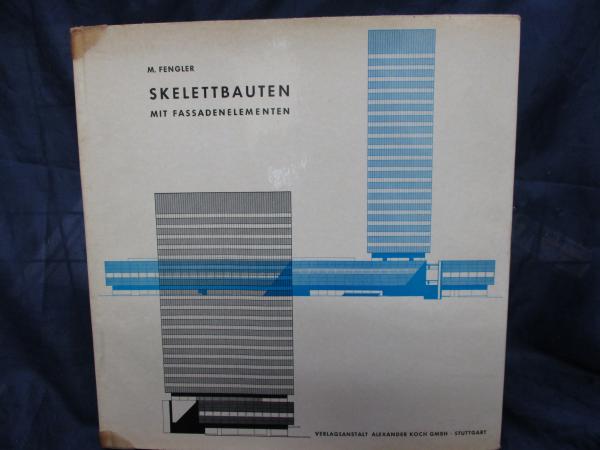 M. FENGLER
SKELETTBAUTEN
MIT FASSADENELEMENTEN
VERLAGSANSTALT ALEXANDER KOCH GMBH · STUTTGART